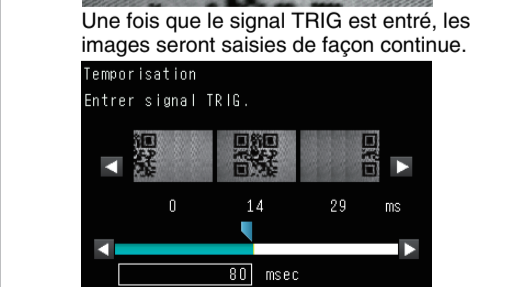 Une fois que le signal TRIG est entré, les
images seront saisies de façon continue.
Temporisation
Entrer signal TRIG.
0 14 29 ms
80 msec